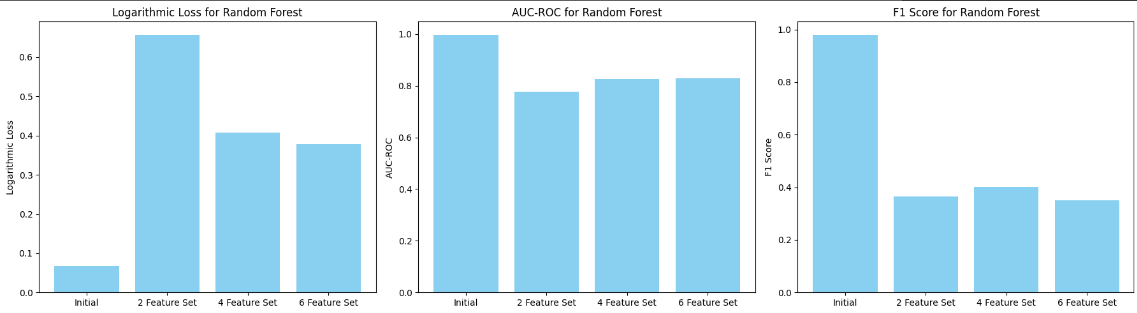 Logarithmic Loss for Random Forest
Logarithmic Loss
0.6
0.5
0.4
0.3
0.2
0.1
0.0
Initial 2 Feature Set 4 Feature Set 6 Feature Set
AUC-ROC for Random Forest
AUC-ROC
1.0
0.8
0.6
0.4
0.2
0.0
Initial 2 Feature Set 4 Feature Set 6 Feature Set
F1 Score for Random Forest
F1 Score
1.0
0.8
0.6
0.4
0.2
0.0
Initial 2 Feature Set 4 Feature Set 6 Feature Set